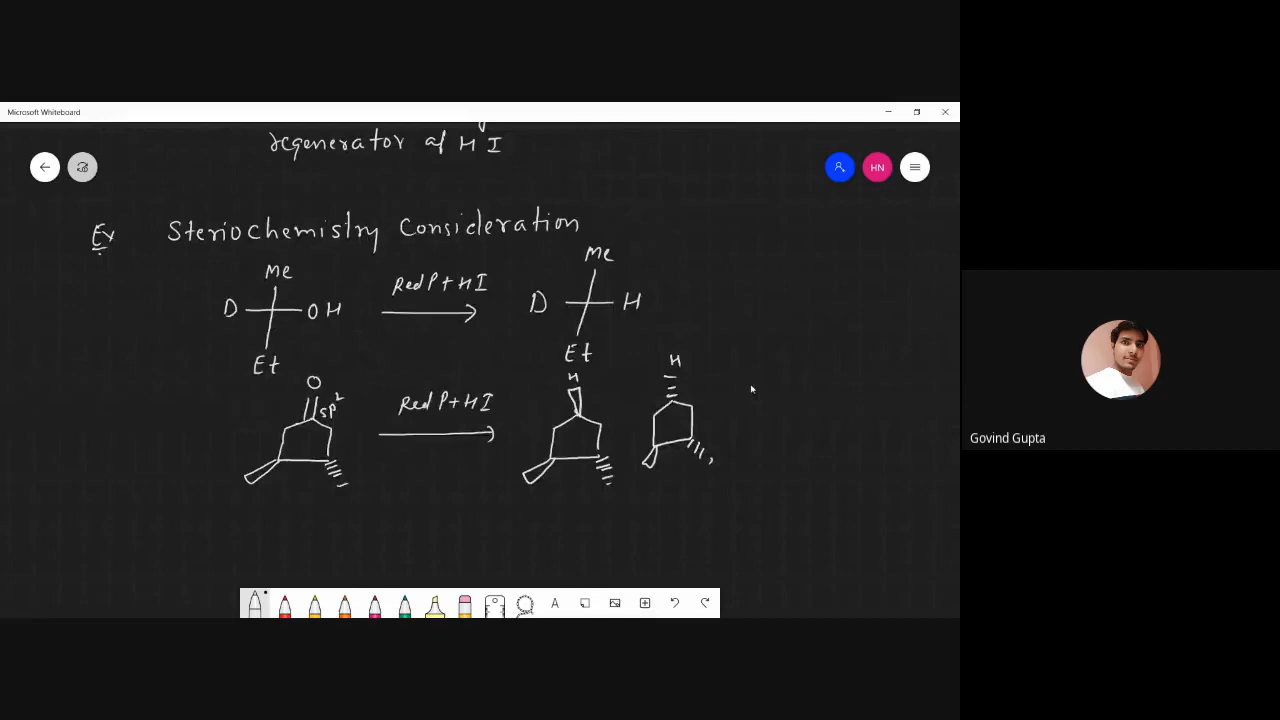 Microsoft Whiteboard
regenerator of HI
HN
Ex Steriochemistry Consideration
Me
D OH
Et
Red P + HI
Me
D H
Et
O
sp2
Red P + HI
H
H
A
Govind Gupta